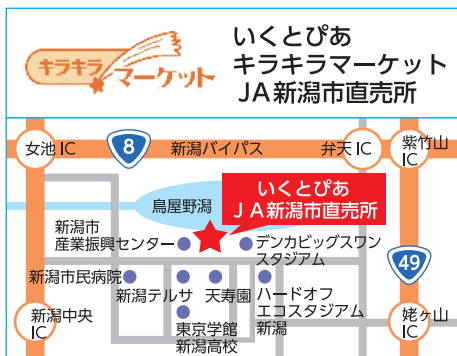 キラキラ
マーケット
いくとぴあ
キラキラマーケット
JA新潟市直売所
女池 IC
8
新潟バイパス
弁天 IC
紫竹山
IC
鳥屋野潟
いくとぴあ
JA新潟市直売所
新潟市
産業振興センター
デンカビッグスワン
スタジアム
49
新潟市民病院
新潟テルサ
天寿園
ハードオフ
エコスタジアム
新潟
新潟中央
IC
東京学館
新潟高校
姥ヶ山
IC